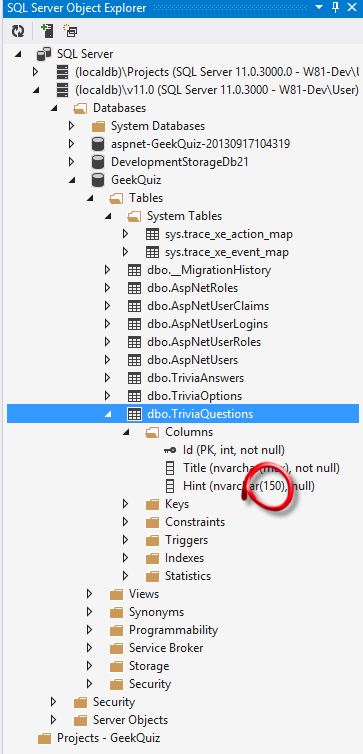 SQL Server Object Explorer
SQL Server
(localdb)\Projects (SQL Server 11.0.3000.0 - W81-Dev\U
(localdb)\v11.0 (SQL Server 11.0.3000 - W81-Dev\User)
Databases
System Databases
aspnet-GeekQuiz-20130917104319
DevelopmentStorageDb21
GeekQuiz
Tables
System Tables
sys.trace_xe_action_map
sys.trace_xe_event_map
dbo.__MigrationHistory
dbo.AspNetRoles
dbo.AspNetUserClaims
dbo.AspNetUserLogins
dbo.AspNetUserRoles
dbo.AspNetUsers
dbo.TriviaAnswers
dbo.TriviaOptions
dbo.TriviaQuestions
Columns
Id (PK, int, not null)
Title (nvarchar(max), not null)
Hint (nvarchar(150), null)
Keys
Constraints
Triggers
Indexes
Statistics
Views
Synonyms
Programmability
Service Broker
Storage
Security
Security
Server Objects
Projects - GeekQuiz